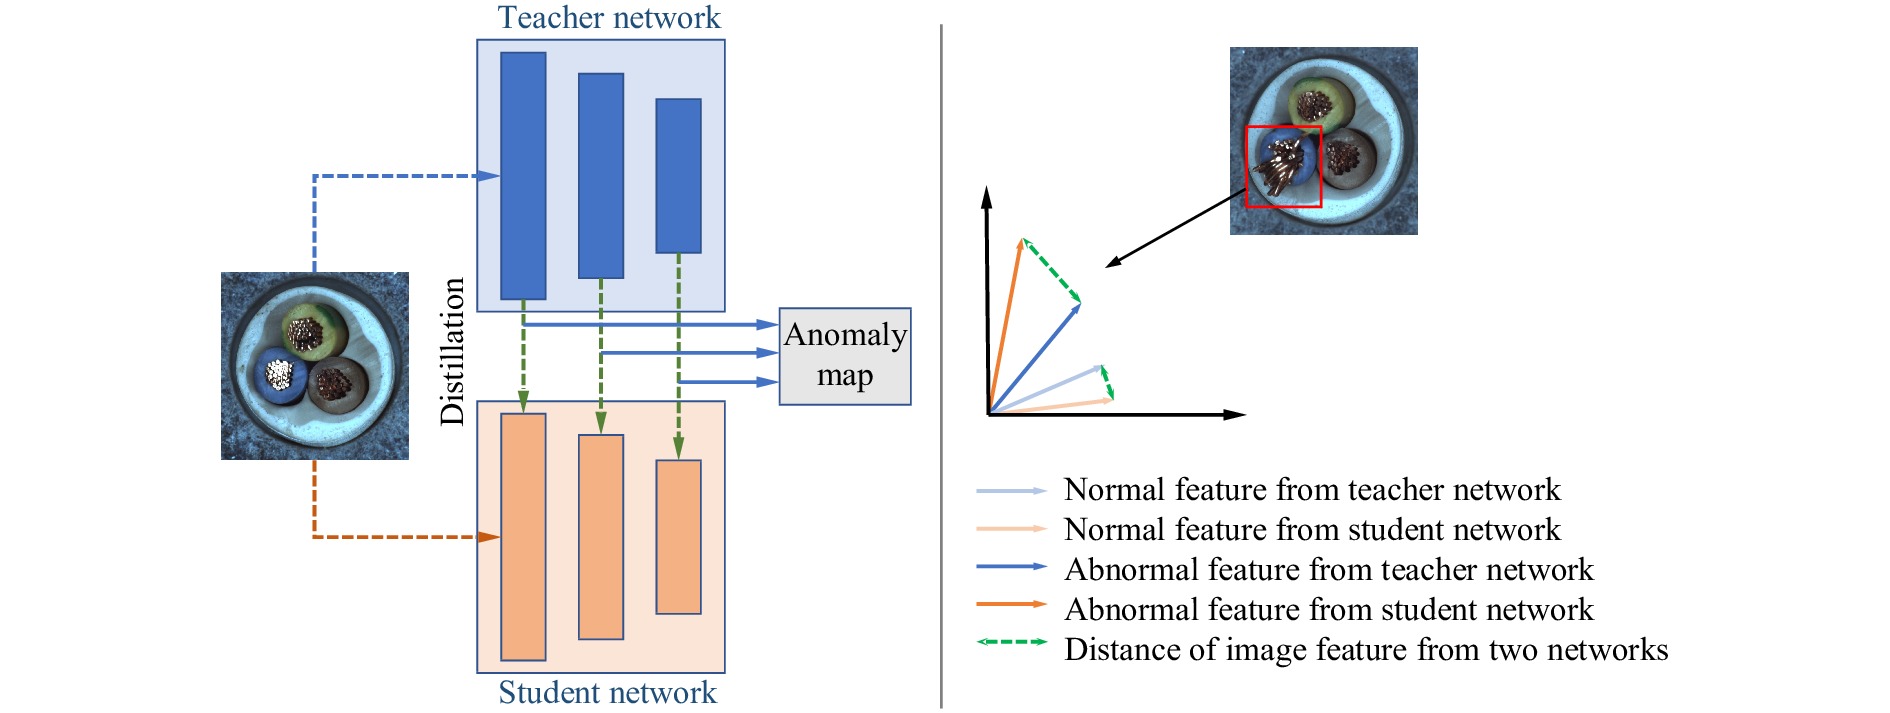 Teacher network
Distillation
Anomaly
map
Student network
Normal feature from teacher network
Normal feature from student network
Abnormal feature from teacher network
Abnormal feature from student network
Distance of image feature from two networks